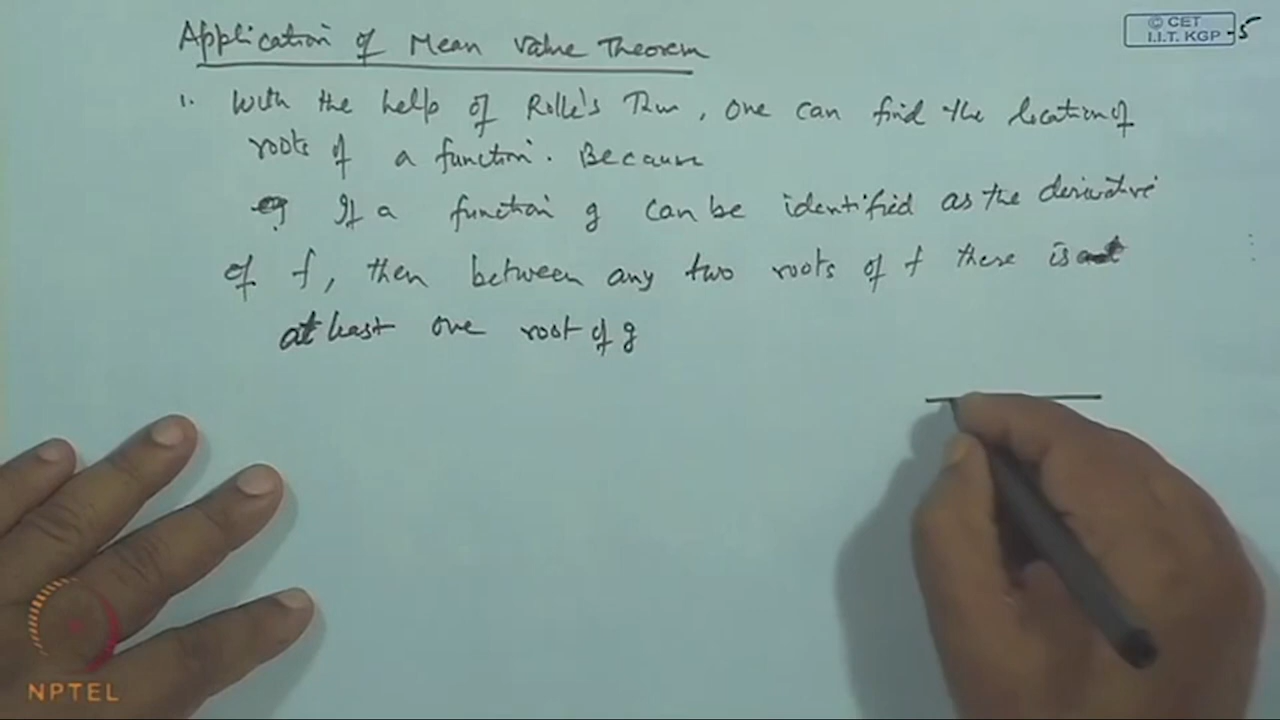 Application of Mean Value Theorem
© CET
I.I.T. KGP
-5
1. With the help of Rolle's Thm, one can find the location of
roots of a function. Because
eg If a function g can be identified as the derivative
of f, then between any two roots of f there is
at least one root of g
NPTEL